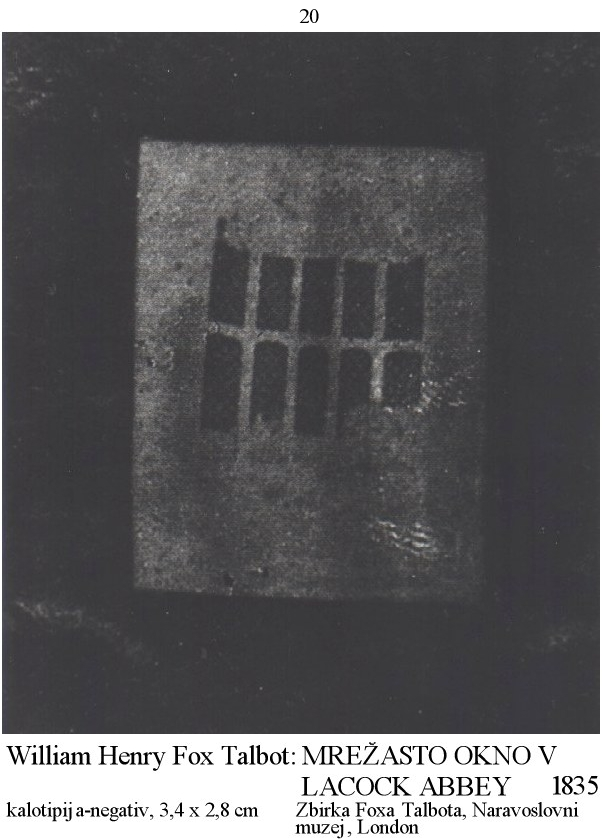 20
William Henry Fox Talbot: MREŽASTO OKNO V
LACOCK ABBEY 1835
kalotipija-negativ, 3,4 x 2,8 cm
Zbirka Foxa Talbota, Naravoslovni
muzej, London